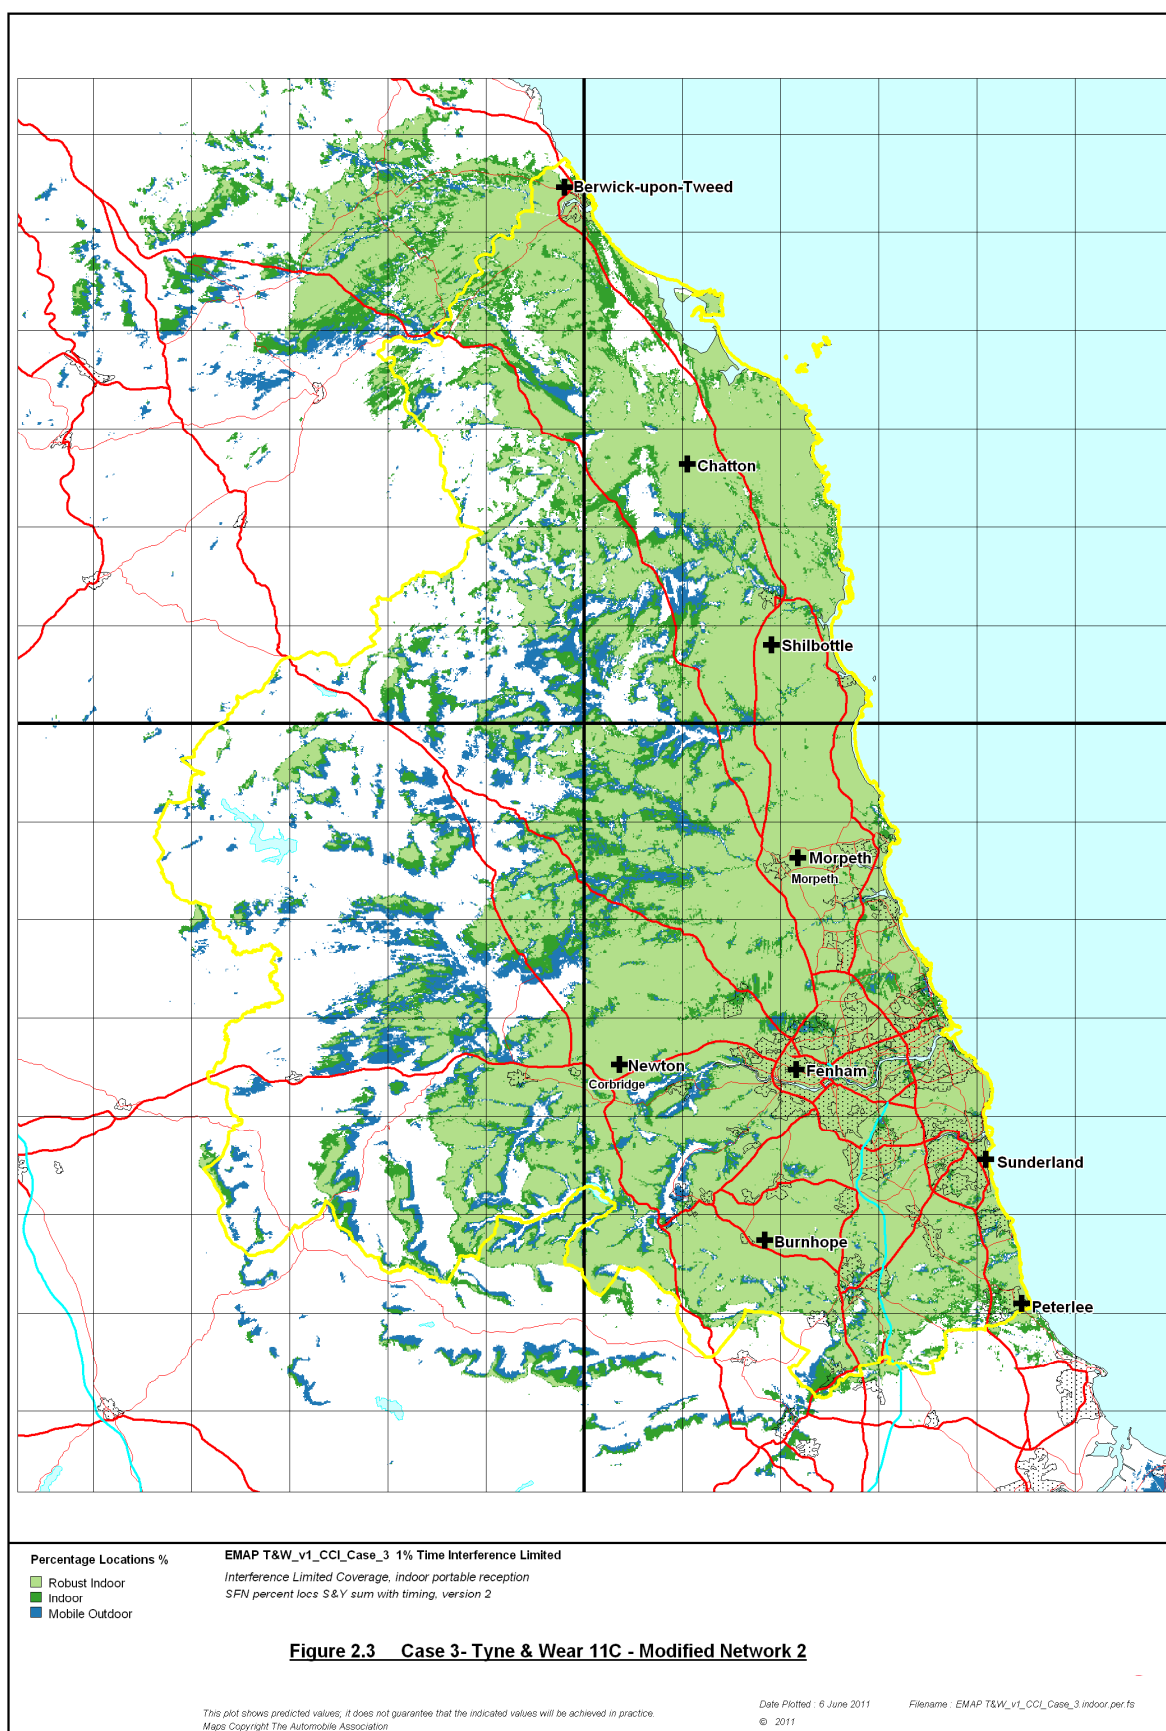 Berwick-upon-Tweed
Chatton
Shilbottle
Morpeth
Morpeth
Newton
Corbridge
Fenham
Sunderland
Burnhope
Peterlee
Percentage Locations %
Robust Indoor
Indoor
Mobile Outdoor
EMAP T&W_v1_CCI_Case_3 1% Time Interference Limited
Interference Limited Coverage, indoor portable reception
SFN percent locs S&Y sum with timing, version 2
Figure 2.3 Case 3- Tyne & Wear 11C - Modified Network 2
This plot shows predicted values; it does not guarantee that the indicated values will be achieved in practice.
Maps Copyright The Automobile Association
Date Plotted : 6 June 2011 Filename : EMAP T&W_v1_CCI_Case_3.indoor.per.fs
© 2011